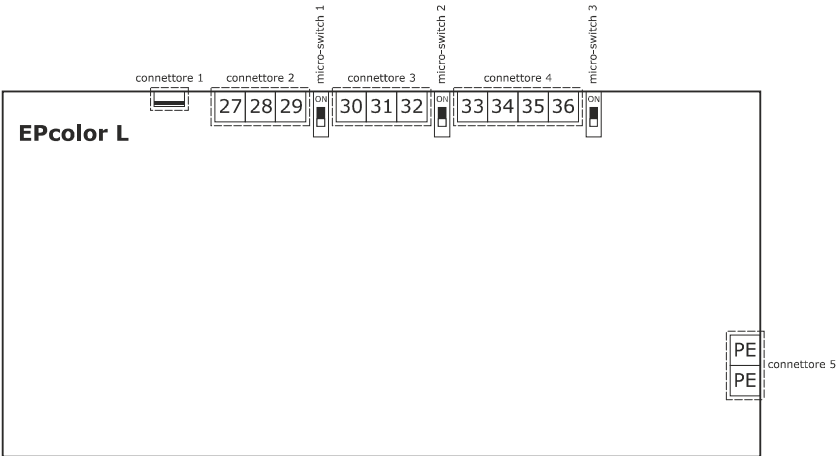 micro-switch 1
micro-switch 2
micro-switch 3
connettore 1
connettore 2
connettore 3
connettore 4
27 28 29
ON
30 31 32
ON
33 34 35 36
ON
EPcolor L
PE
PE
connettore 5